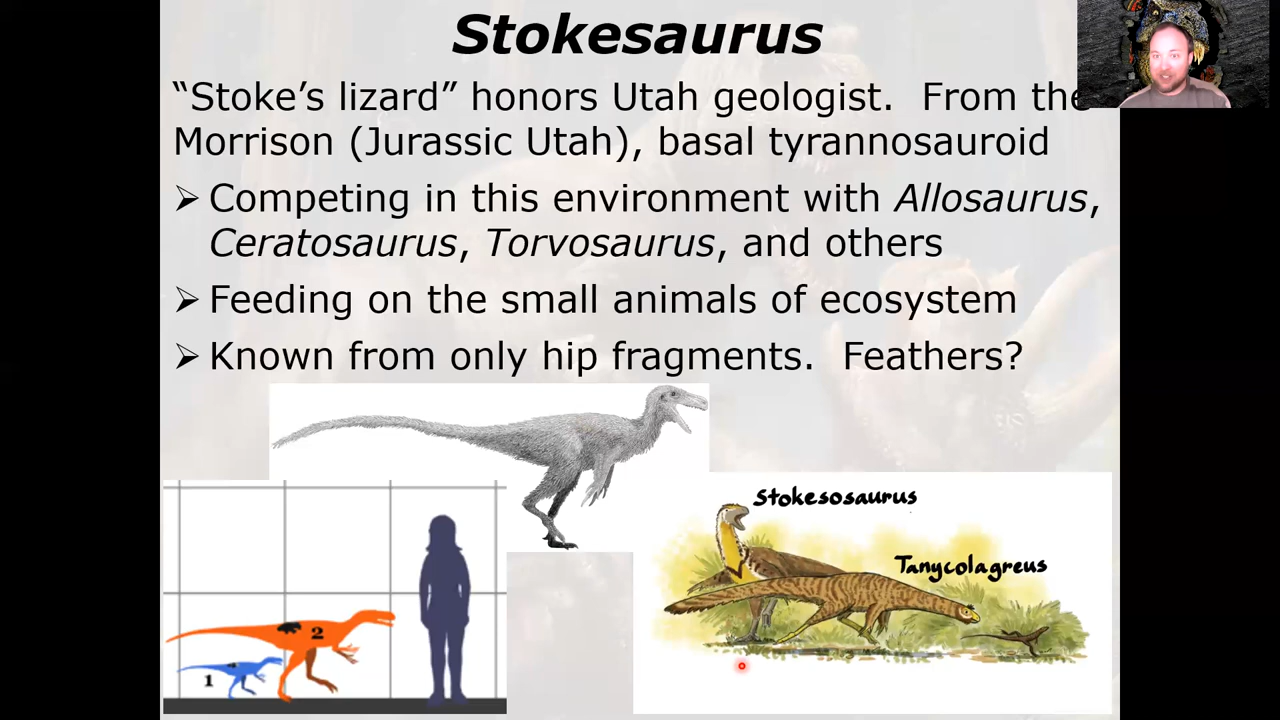 Stokesaurus
“Stoke’s lizard” honors Utah geologist.  From the
Morrison (Jurassic Utah), basal tyrannosauroid
➢ Competing in this environment with Allosaurus,
Ceratosaurus, Torvosaurus, and others
➢ Feeding on the small animals of ecosystem
➢ Known from only hip fragments.  Feathers?
Stokesosaurus
Tanycolagreus
2
1